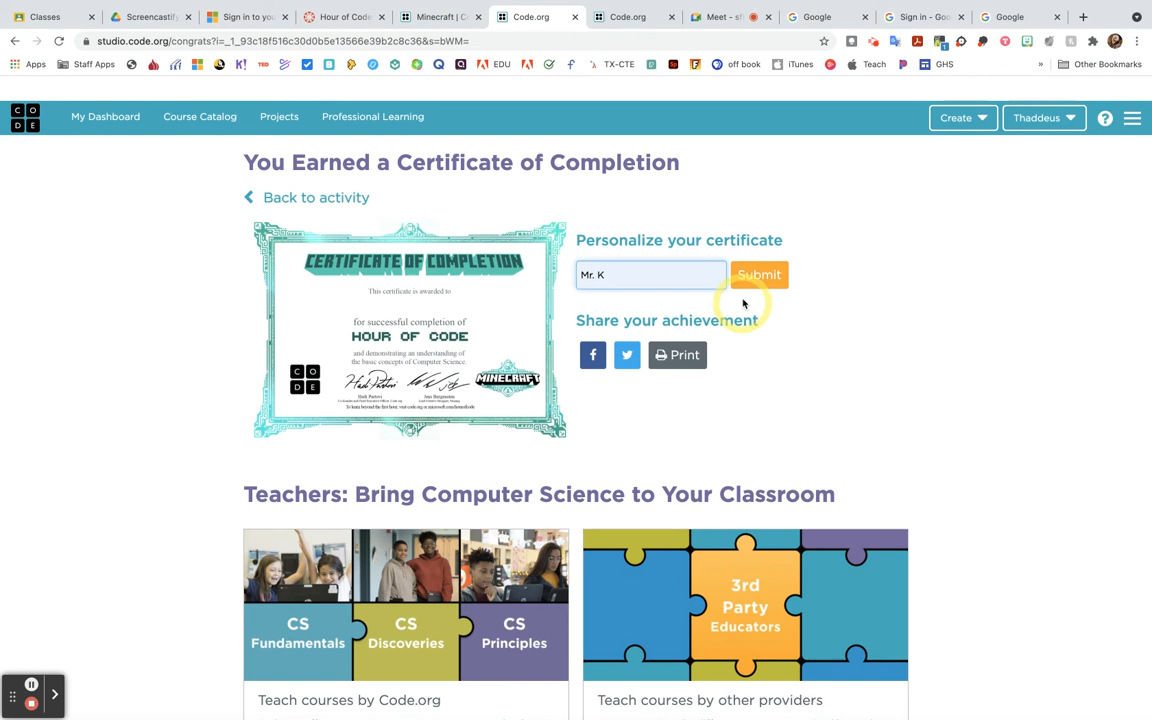 Classes
Screencastify
Sign in to you
Hour of Code
Minecraft | C
Code.org
Code.org
Meet - st
Google
Sign in - Goo
Google
studio.code.org/congrats?i=_1_93c18f516c30d0b5e13566e39b2c8c36&s=bWM=
Apps
Staff Apps
K!
TED
EDU
TX-CTE
off book
iTunes
Teach
GHS
»
Other Bookmarks
C O
D E
My Dashboard
Course Catalog
Projects
Professional Learning
Create
Thaddeus
?
You Earned a Certificate of Completion
Back to activity
CERTIFICATE OF COMPLETION
This certificate is awarded to
for successful completion of
HOUR OF CODE
and demonstrating an understanding of
the basic concepts of Computer Science
C O
D E
Hadi Partovi
MINECRAFT
Personalize your certificate
Mr. K
Submit
Share your achievement
Print
Teachers: Bring Computer Science to Your Classroom
CS
Fundamentals
CS
Discoveries
CS
Principles
3rd
Party
Educators
Teach courses by Code.org
Teach courses by other providers